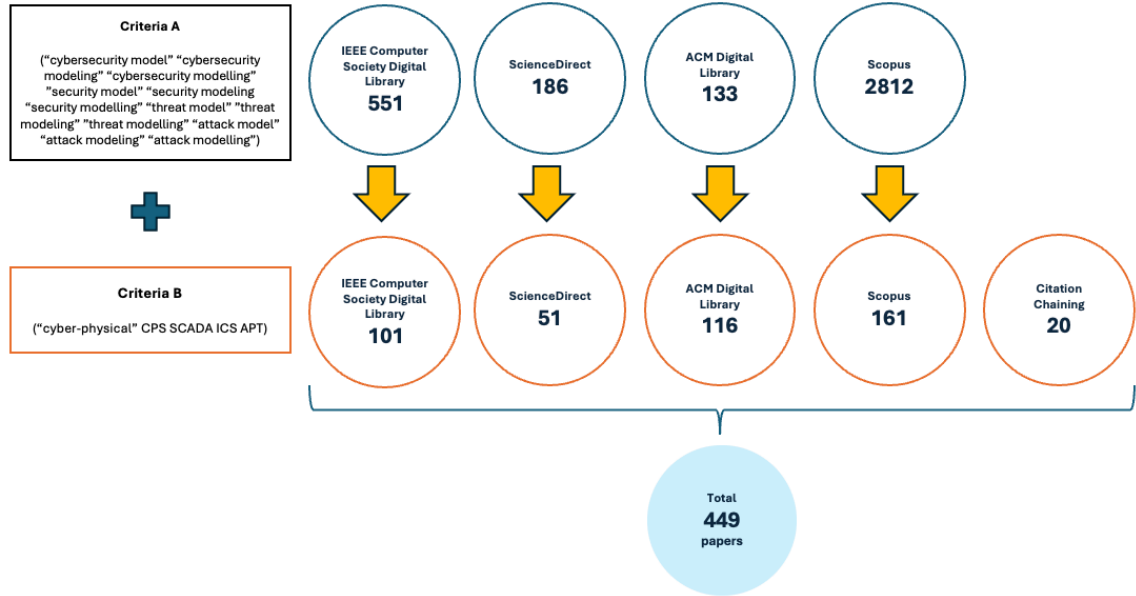 Criteria A
(“cybersecurity model” “cybersecurity
modeling” “cybersecurity modelling”
”security model” “security modeling
“security modelling” “threat model” ”threat
modeling” ”threat modelling” “attack model”
“attack modeling” “attack modelling”)
IEEE Computer
Society Digital
Library
551
ScienceDirect
186
ACM Digital
Library
133
Scopus
2812
Criteria B
(“cyber-physical” CPS SCADA ICS APT)
IEEE Computer
Society Digital
Library
101
ScienceDirect
51
ACM Digital
Library
116
Scopus
161
Citation
Chaining
20
Total
449
papers